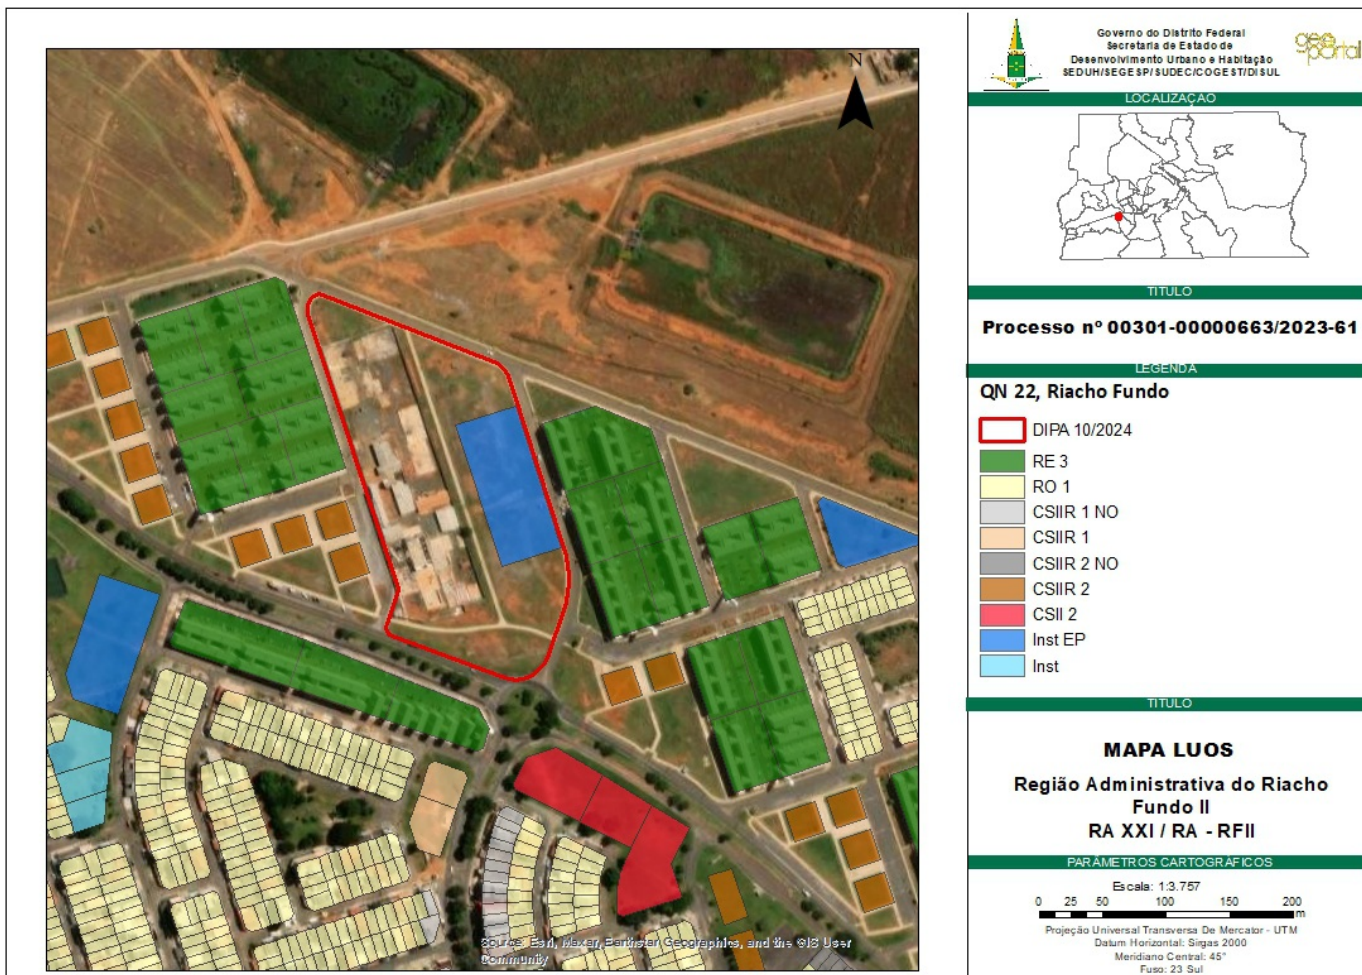 N
Source: Esri, Maxar, Earthstar Geographics, and the GIS User
Community
Governo do Distrito Federal
Secretaria de Estado de
Desenvolvimento Urbano e Habitação
SEDUH/SEGESP/SUDEC/COGEST/DISUL
geo
portal
LOCALIZAÇÃO
TITULO
Processo nº 00301-00000663/2023-61
LEGENDA
QN 22, Riacho Fundo
DIPA 10/2024
RE 3
RO 1
CSIIR 1 NO
CSIIR 1
CSIIR 2 NO
CSIIR 2
CSII 2
Inst EP
Inst
TITULO
MAPA LUOS
Região Administrativa do Riacho
Fundo II
RA XXI / RA - RFII
PARÂMETROS CARTOGRÁFICOS
Escala: 1:3.757
0 25 50 100 150 200
m
Projeção Universal Transversa De Mercator - UTM
Datum Horizontal: Sirgas 2000
Meridiano Central: 45°
Fuso: 23 Sul